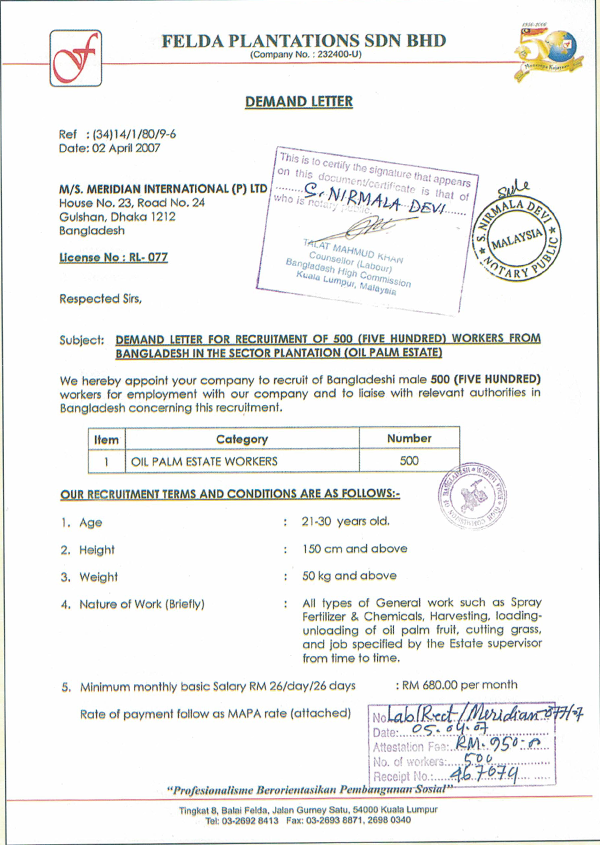 FELDA PLANTATIONS SDN BHD
(Company No. : 232400-U)
1956-2006
50
DEMAND LETTER
Ref : (34)14/1/80/9-6
Date: 02 April 2007
This is to certify the signature that appears
on this document/certificate is that of
S. NIRMALA DEVI
who is notary public
TALAT MAHMUD KHAN
Counsellor (Labour)
Bangladesh High Commission
Kuala Lumpur, Malaysia
S. NIRMALA DEVI
MALAYSIA
NOTARY PUBLIC
M/S. MERIDIAN INTERNATIONAL (P) LTD
House No. 23, Road No. 24
Gulshan, Dhaka 1212
Bangladesh
License No : RL- 077
Respected Sirs,
Subject: DEMAND LETTER FOR RECRUITMENT OF 500 (FIVE HUNDRED) WORKERS FROM
BANGLADESH IN THE SECTOR PLANTATION (OIL PALM ESTATE)
We hereby appoint your company to recruit of Bangladeshi male 500 (FIVE HUNDRED)
workers for employment with our company and to liaise with relevant authorities in
Bangladesh concerning this recruitment.
Item Category Number
1 OIL PALM ESTATE WORKERS 500
OUR RECRUITMENT TERMS AND CONDITIONS ARE AS FOLLOWS:-
1. Age : 21-30 years old.
2. Height : 150 cm and above
3. Weight : 50 kg and above
4. Nature of Work (Briefly) : All types of General work such as Spray
Fertilizer & Chemicals, Harvesting, loading-
unloading of oil palm fruit, cutting grass,
and job specified by the Estate supervisor
from time to time.
5. Minimum monthly basic Salary RM 26/day/26 days : RM 680.00 per month
Rate of payment follow as MAPA rate (attached)
No Lab/Rect/Meridian-077/07
Date: 05.04.07
Attestation Fee: RM. 950-00
No. of workers: 500
Receipt No.: 467079
"Profesionalisme Berorientasikan Pembangunan Sosial"
Tingkat 8, Balai Felda, Jalan Gurney Satu, 54000 Kuala Lumpur
Tel: 03-2692 8413 Fax: 03-2693 8871, 2698 0340